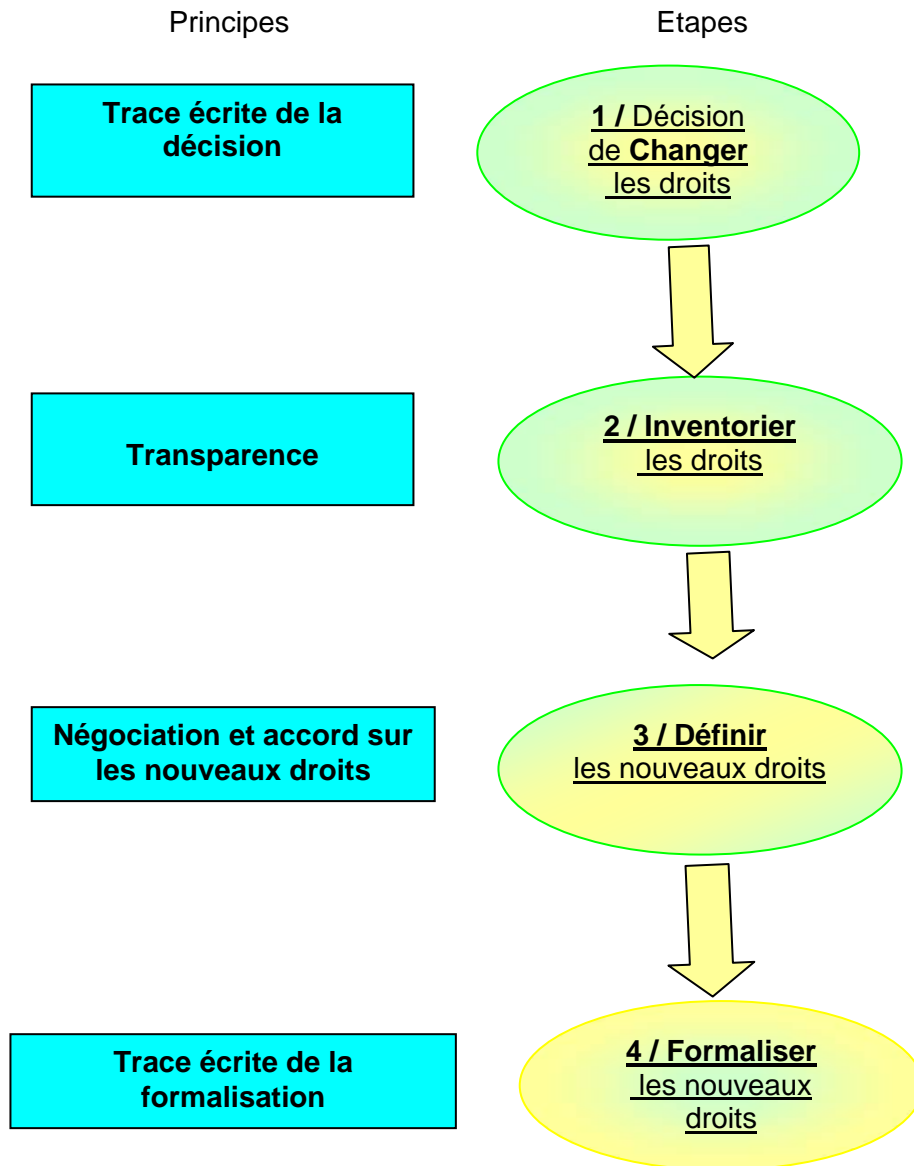 Principes
Etapes
Trace écrite de la
décision
1 / Décision
de Changer
les droits
Transparence
2 / Inventorier
les droits
Négociation et accord sur
les nouveaux droits
3 / Définir
les nouveaux droits
Trace écrite de la
formalisation
4 / Formaliser
les nouveaux
droits